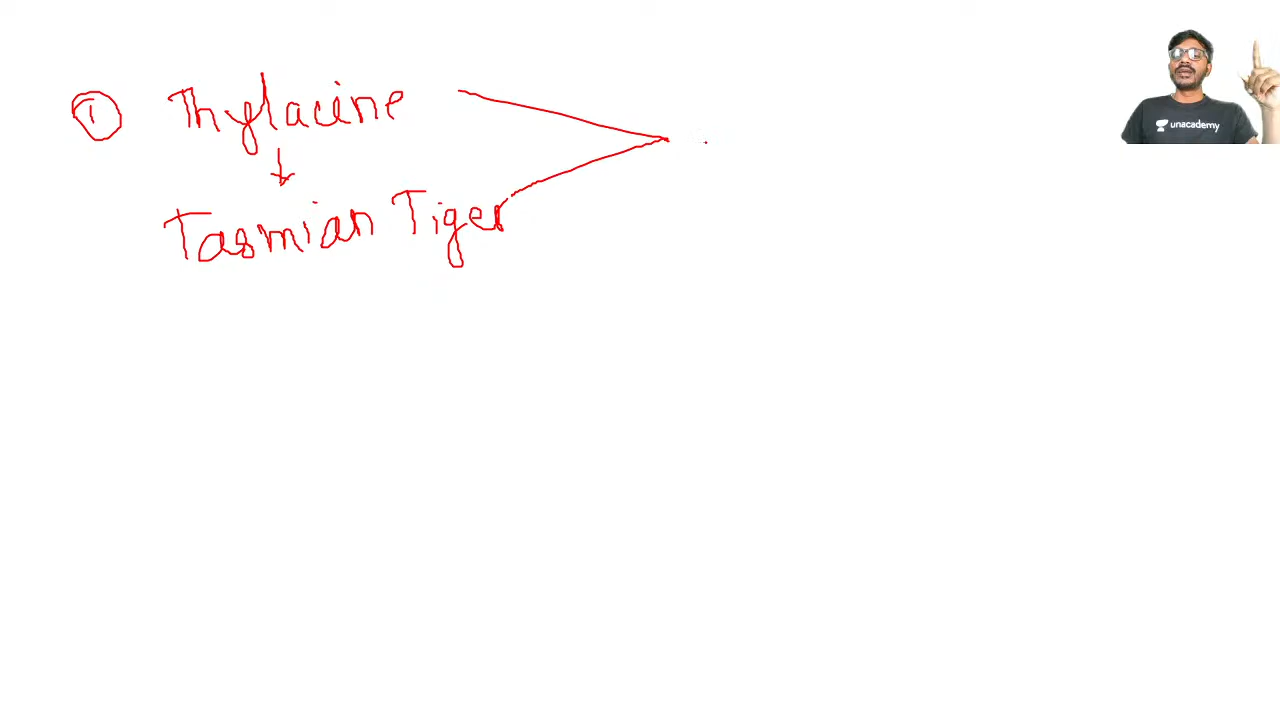 ① Thylacine
↓
Tasmian Tiger
unacademy